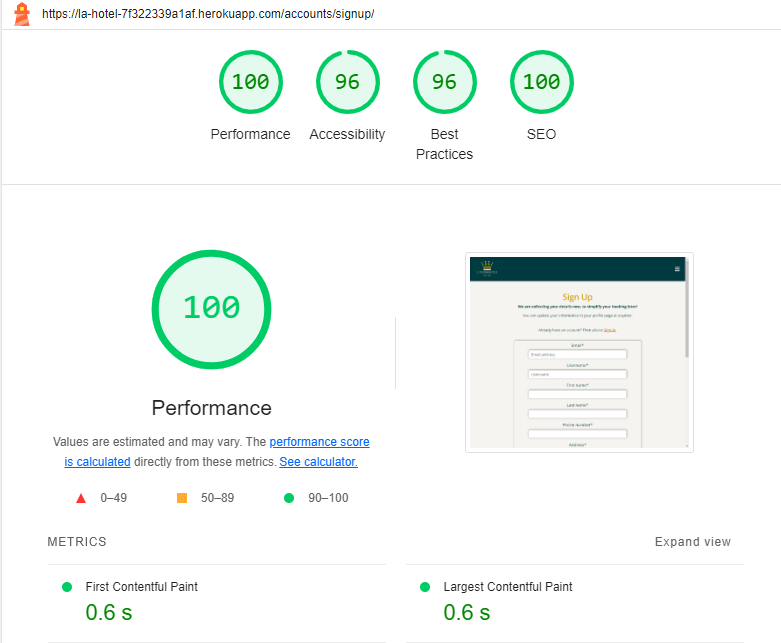 https://la-hotel-7f322339a1af.herokuapp.com/accounts/signup/
100
96
96
100
Performance
Accessibility
Best
Practices
SEO
100
Performance
Values are estimated and may vary. The performance score
is calculated directly from these metrics. See calculator.
0–49
50–89
90–100
Sign Up
We are collecting your details now, to simplify your booking later!
You can update your information in your profile page at anytime.
Already have an account? Then please Sign In.
Email*
Email address
Username*
Username
First name*
Last name*
Phone number*
Address*
METRICS
Expand view
First Contentful Paint
0.6 s
Largest Contentful Paint
0.6 s